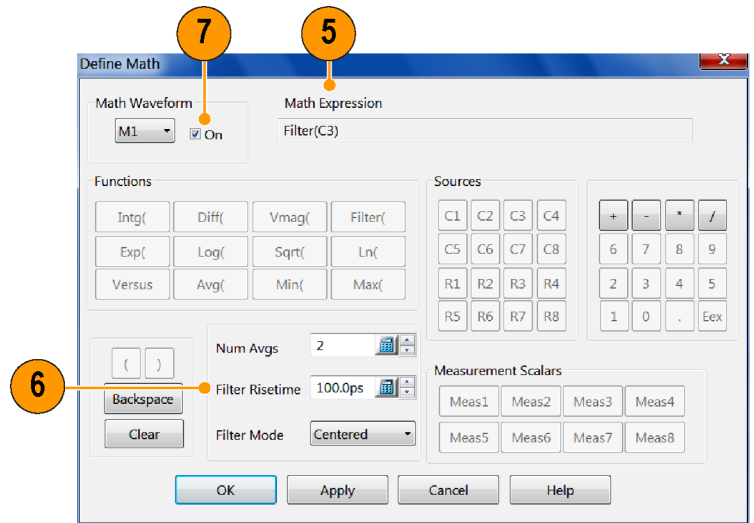 7 5
Define Math X
Math Waveform Math Expression
M1 On Filter(C3)
Functions Sources
Intg( Diff( Vmag( Filter( C1 C2 C3 C4 + - * /
Exp( Log( Sqrt( Ln( C5 C6 C7 C8 6 7 8 9
Versus Avg( Min( Max( R1 R2 R3 R4 2 3 4 5
R5 R6 R7 R8 1 0 . Eex
( ) Num Avgs 2
6 Backspace Filter Risetime 100.0ps Measurement Scalars
Meas1 Meas2 Meas3 Meas4
Clear Filter Mode Centered Meas5 Meas6 Meas7 Meas8
OK Apply Cancel Help